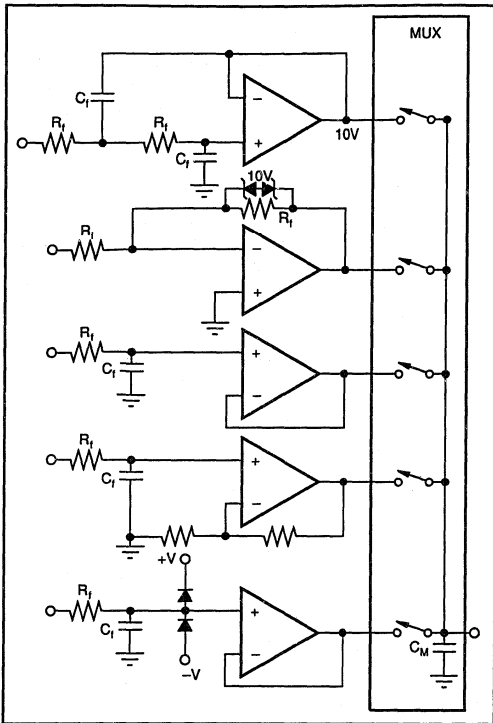 MUX
Cf
−
Rf
Rf
+
10V
Cf
10V
Rf
Rf
−
+
Rf
+
Cf
−
Rf
+
Cf
−
+V
Rf
+
Cf
−
CM
−V